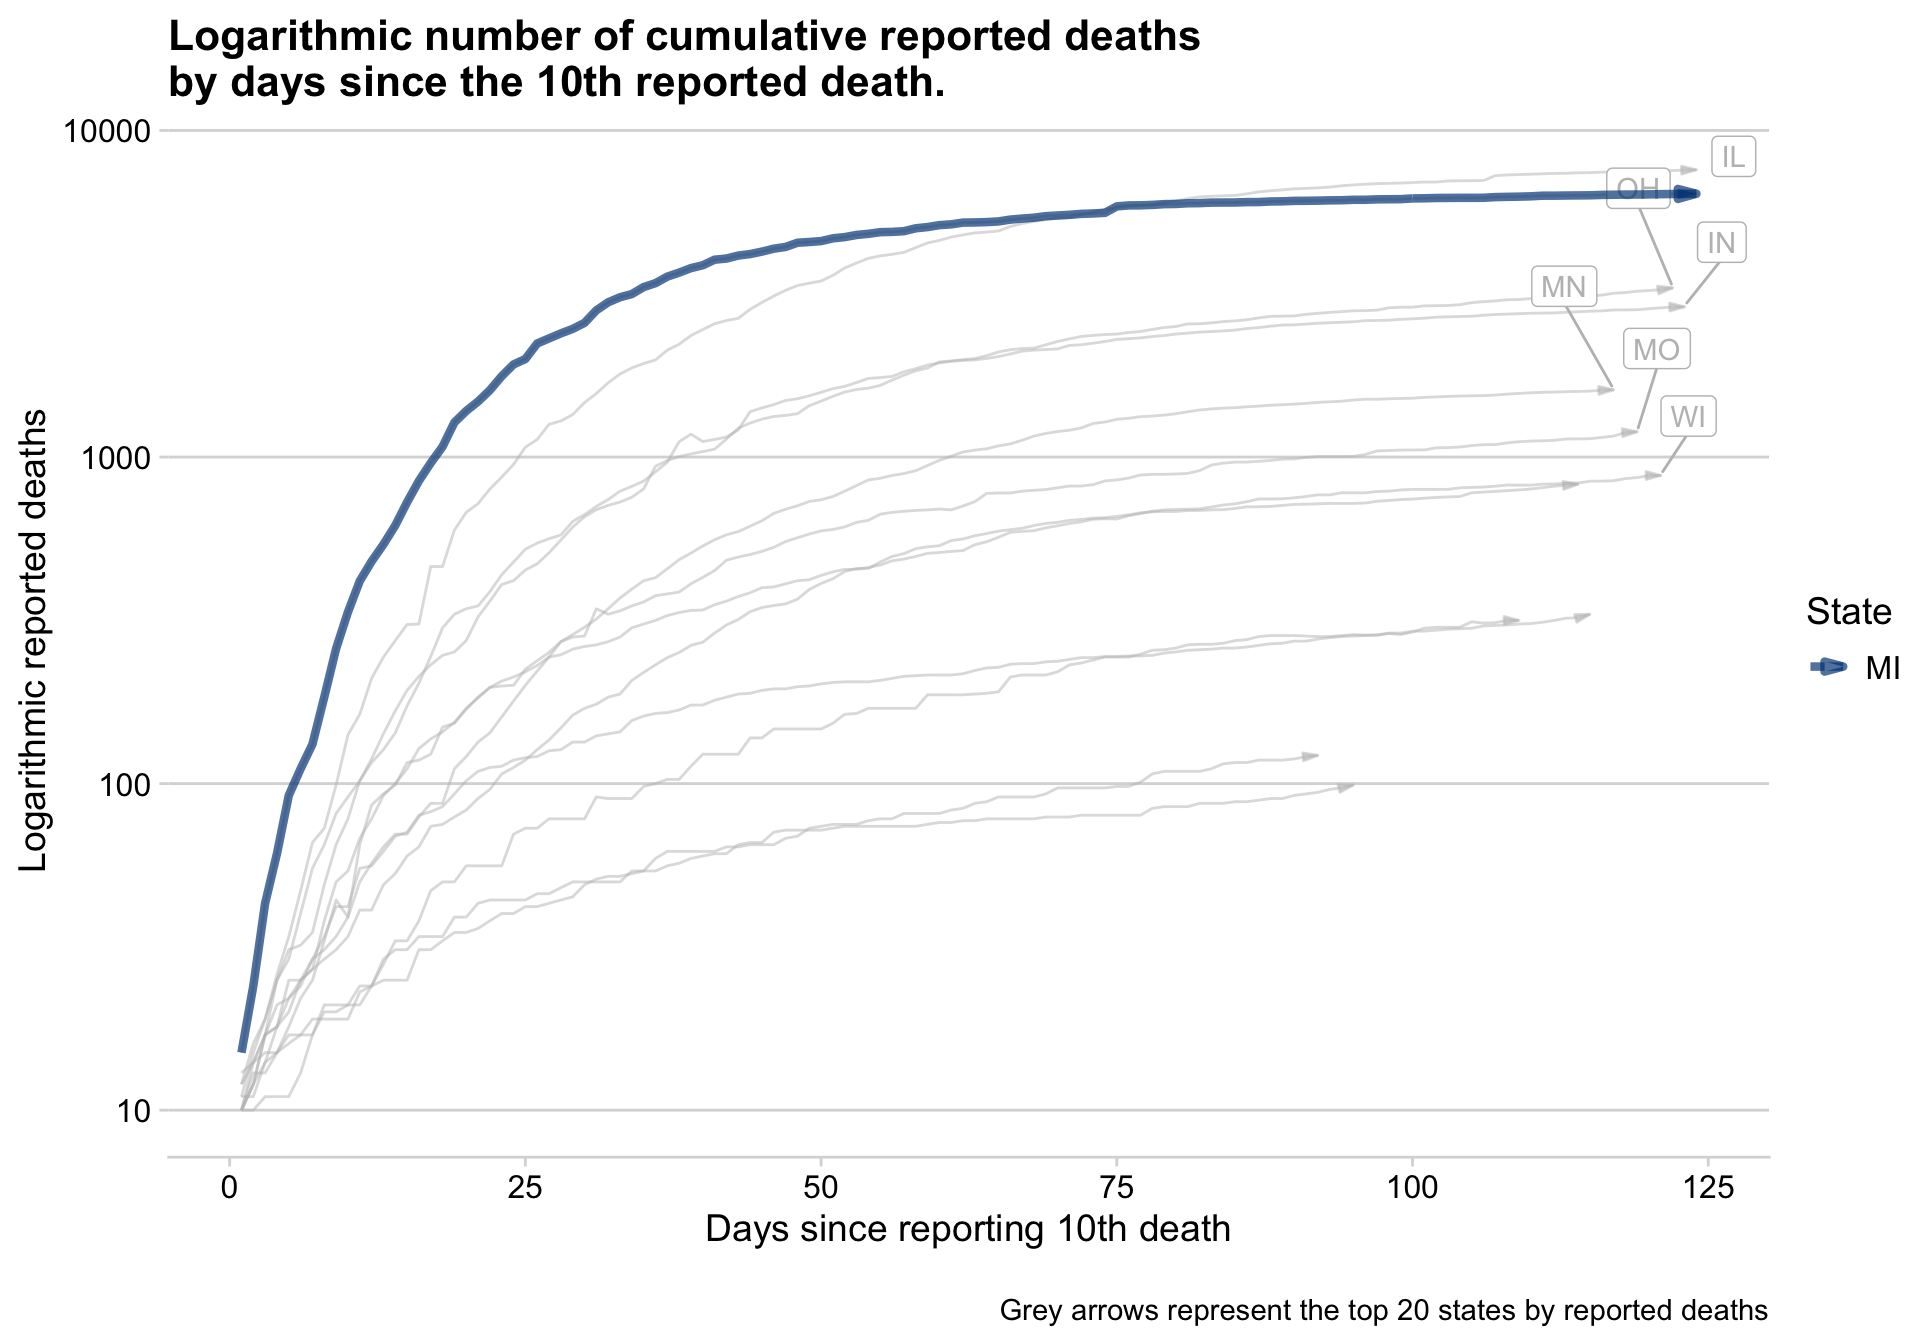 Logarithmic number of cumulative reported deaths
by days since the 10th reported death.
10000
1000
100
10
Logarithmic reported deaths
IL
OH
IN
MN
MO
WI
State
MI
0 25 50 75 100 125
Days since reporting 10th death
Grey arrows represent the top 20 states by reported deaths